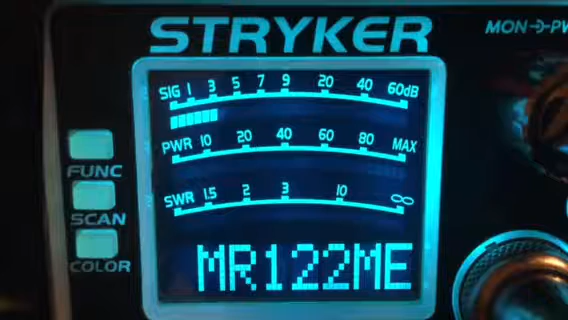 STRYKER
MON-PW
SIG 1 3 5 7 9 20 40 60dB
PWR 10 20 40 60 80 MAX
FUNC
SWR 1.5 2 3 10 ∞
SCAN
COLOR
MR122ME